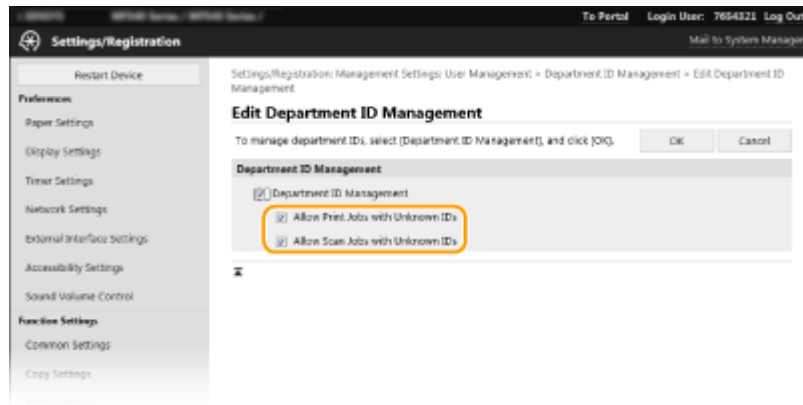 To Portal Login User: 7654321 Log Out
Settings/Registration
Mail to System Manager
Restart Device
Settings/Registration: Management Settings: User Management > Department ID Management > Edit Department ID
Management
Preferences
Edit Department ID Management
Paper Settings
To manage department IDs, select [Department ID Management], and click [OK].
OK
Cancel
Display Settings
Department ID Management
Timer Settings
Department ID Management
Network Settings
Allow Print Jobs with Unknown IDs
External Interface Settings
Allow Scan Jobs with Unknown IDs
Accessibility Settings
Sound Volume Control
Function Settings
Common Settings
Copy Settings